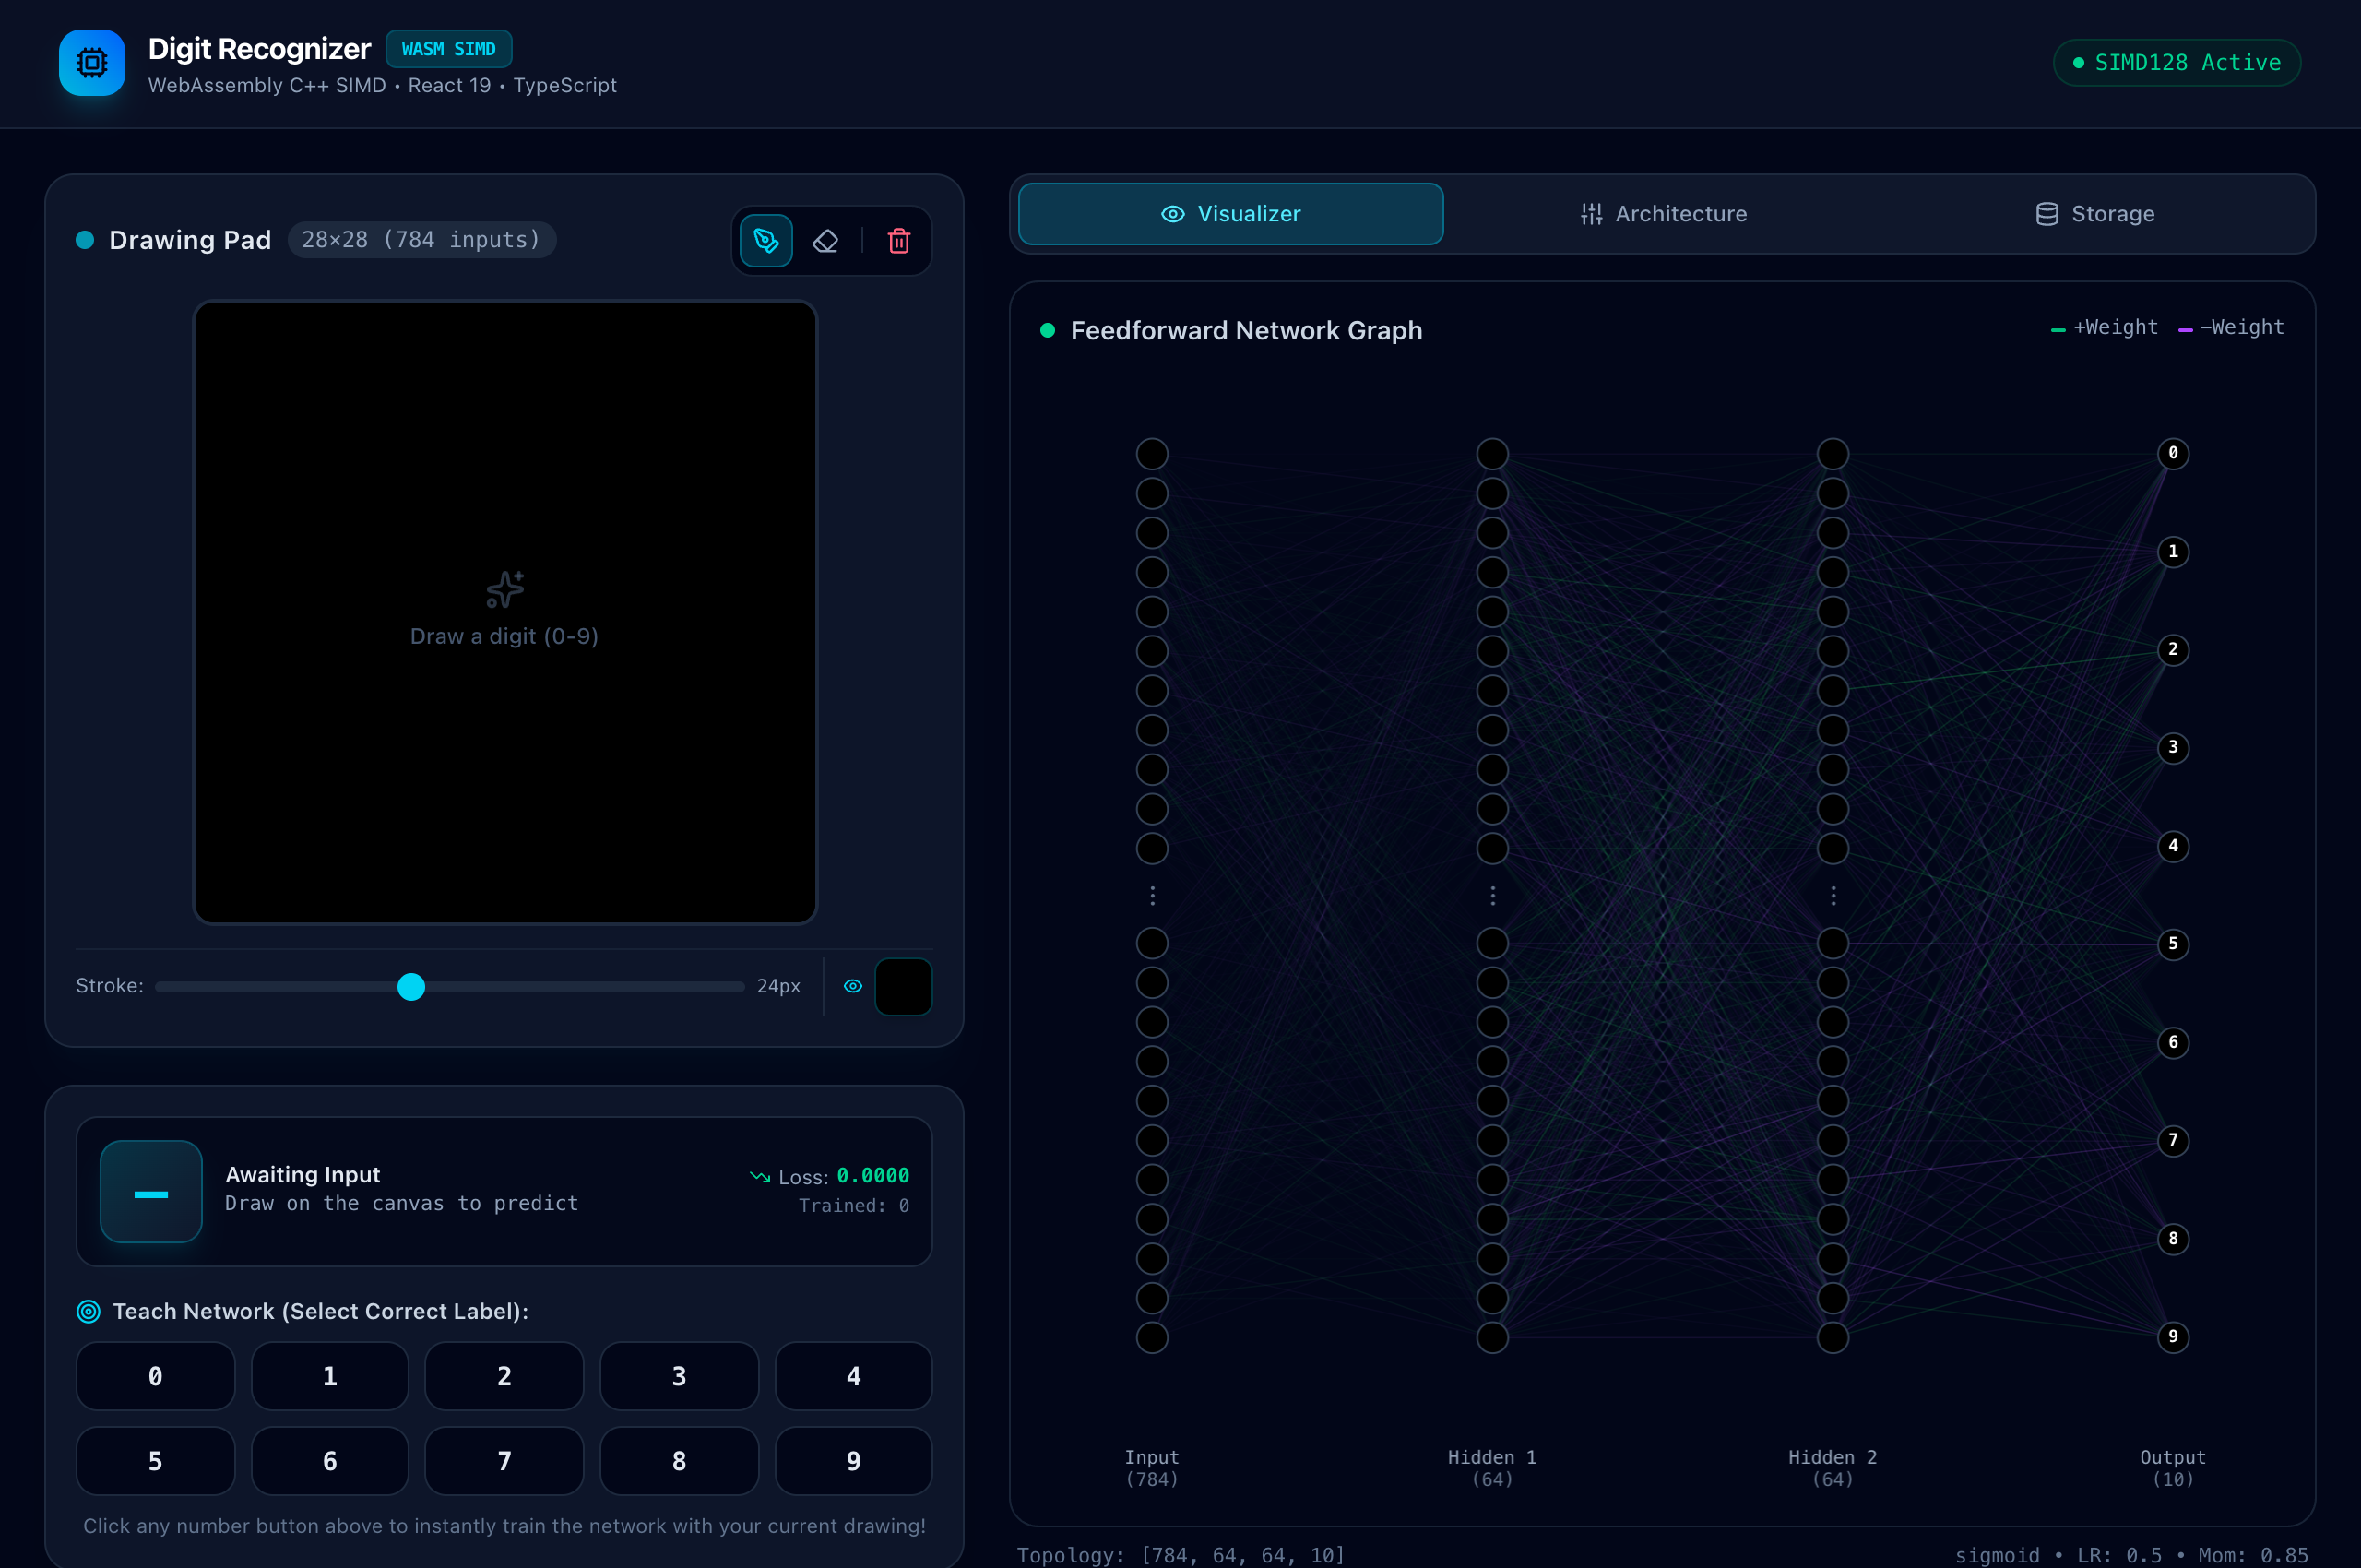 Digit Recognizer WASM SIMD
WebAssembly C++ SIMD • React 19 • TypeScript
SIMD128 Active
Drawing Pad 28×28 (784 inputs)
Draw a digit (0-9)
Stroke: 24px
Awaiting Input
Draw on the canvas to predict
Loss: 0.0000
Trained: 0
Teach Network (Select Correct Label):
0 1 2 3 4
5 6 7 8 9
Click any number button above to instantly train the network with your current drawing!
Visualizer Architecture Storage
Feedforward Network Graph
+Weight −Weight
0
1
2
3
4
5
6
7
8
9
Input Hidden 1 Hidden 2 Output
(784) (64) (64) (10)
Topology: [784, 64, 64, 10] sigmoid • LR: 0.5 • Mom: 0.85